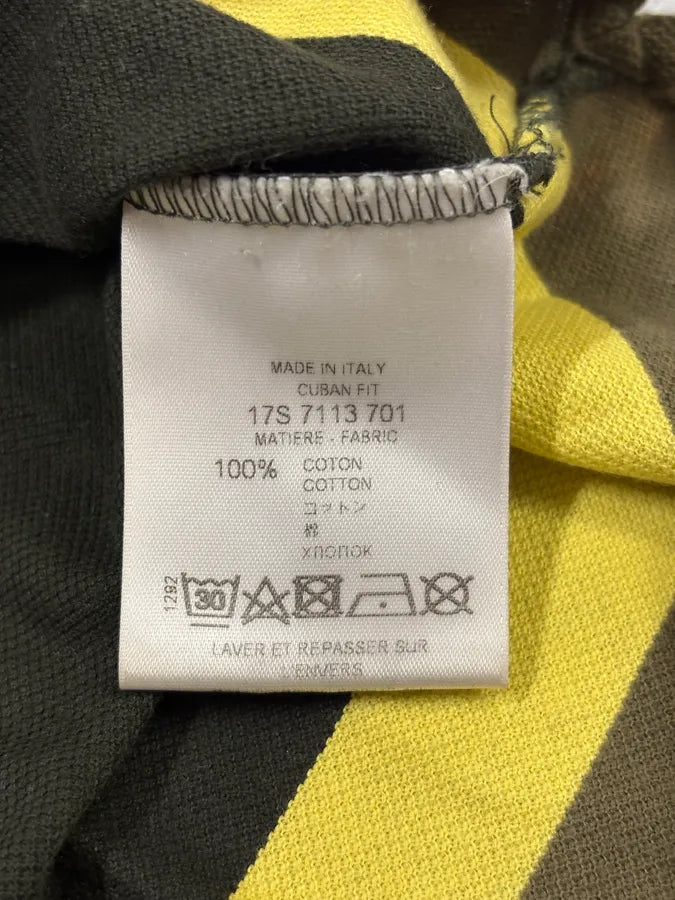 MADE IN ITALY
CUBAN FIT
17S 7113 701
MATIERE - FABRIC
100% COTON
COTTON
コットン
棉
ХЛОПОК
1292 30
LAVER ET REPASSER SUR
L'ENVERS